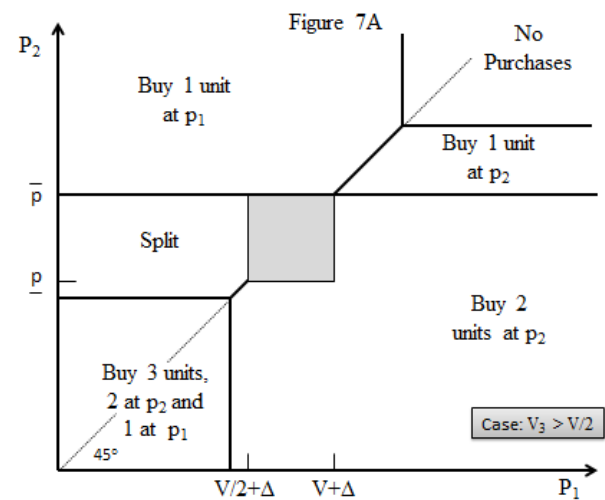 Figure 7A
P₂
No
Purchases
Buy 1 unit
at p₁
Buy 1 unit
at p₂
p̅
Split
p̲
Buy 2
units at p₂
Buy 3 units,
2 at p₂ and
1 at p₁
Case: V₃ > V/2
45°
V/2+Δ
V+Δ
P₁